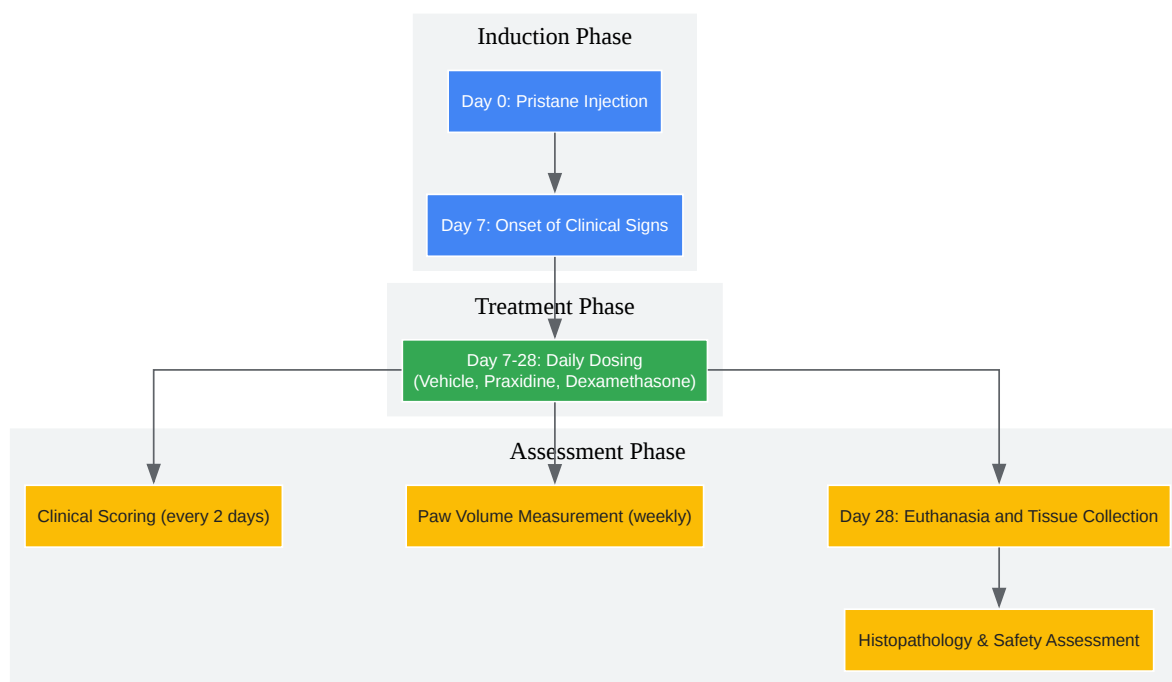 Induction Phase
Day 0: Pristane Injection
Day 7: Onset of Clinical Signs
Treatment Phase
Day 7-28: Daily Dosing
(Vehicle, Praxidine, Dexamethasone)
Assessment Phase
Clinical Scoring (every 2 days)
Paw Volume Measurement (weekly)
Day 28: Euthanasia and Tissue Collection
Histopathology & Safety Assessment